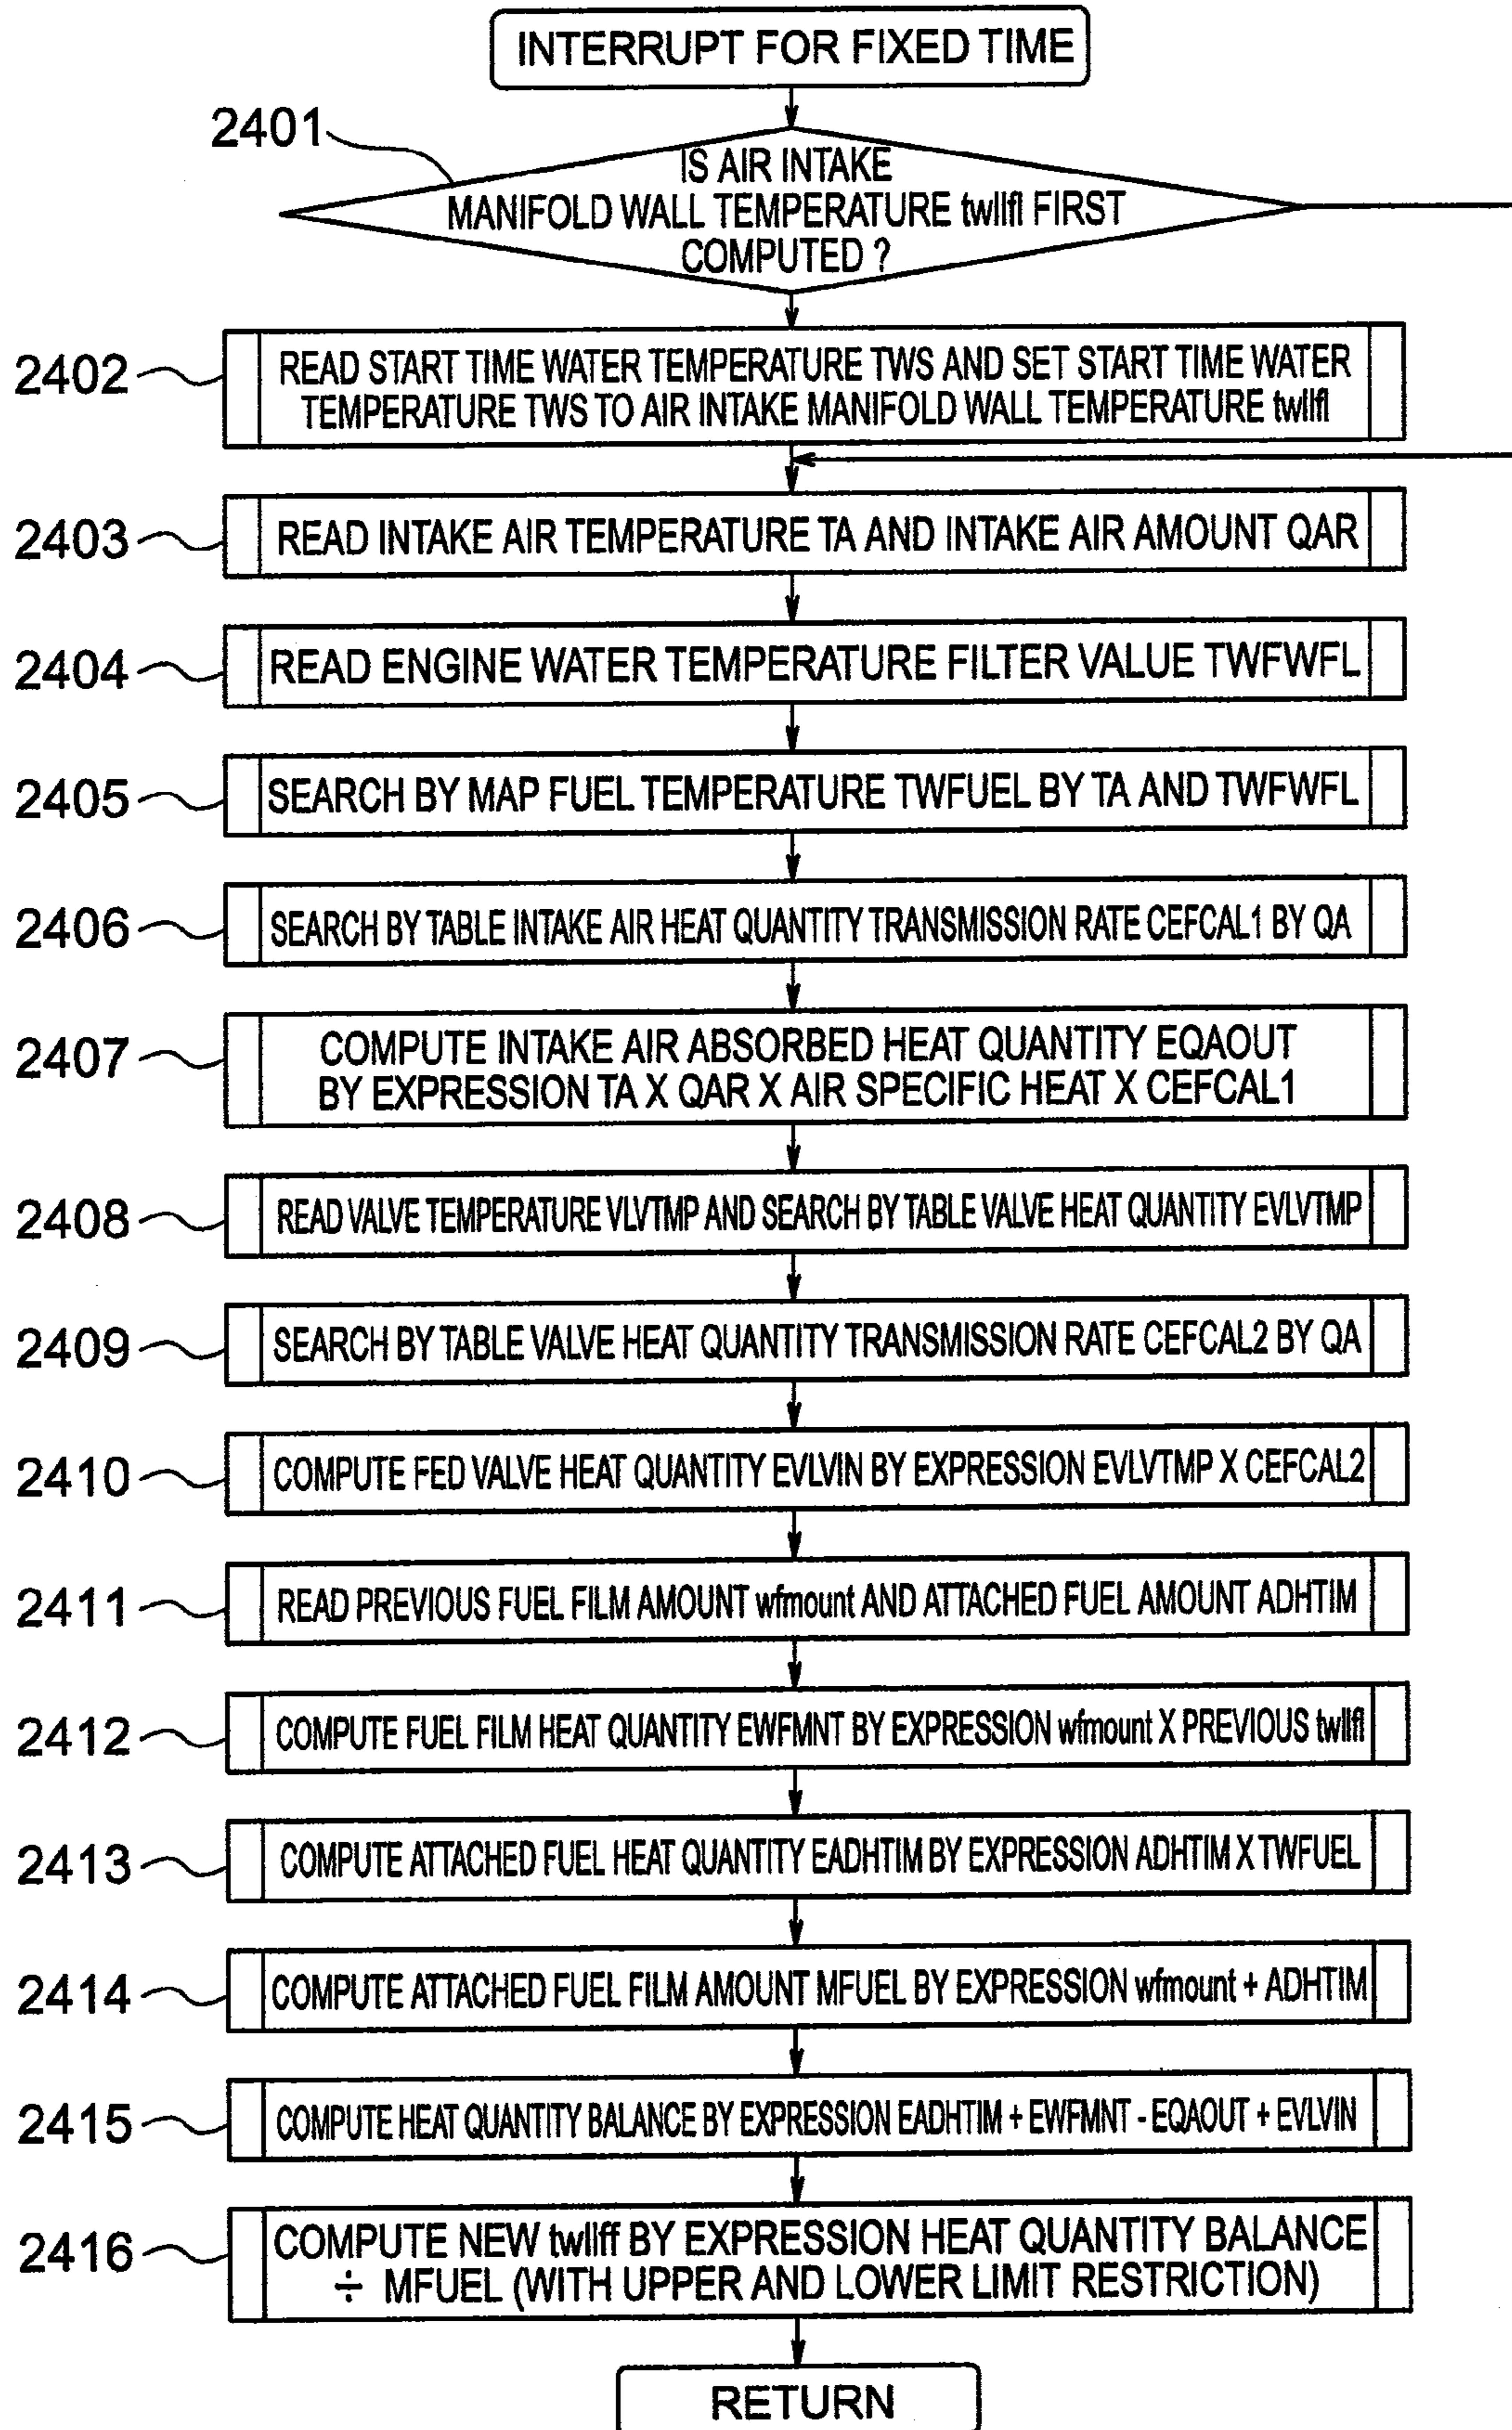 INTERRUPT FOR FIXED TIME
2401
IS AIR INTAKE
MANIFOLD WALL TEMPERATURE twllfl FIRST
COMPUTED ?
2402
READ START TIME WATER TEMPERATURE TWS AND SET START TIME WATER
TEMPERATURE TWS TO AIR INTAKE MANIFOLD WALL TEMPERATURE twllfl
2403
READ INTAKE AIR TEMPERATURE TA AND INTAKE AIR AMOUNT QAR
2404
READ ENGINE WATER TEMPERATURE FILTER VALUE TWFWFL
2405
SEARCH BY MAP FUEL TEMPERATURE TWFUEL BY TA AND TWFWFL
2406
SEARCH BY TABLE INTAKE AIR HEAT QUANTITY TRANSMISSION RATE CEFCAL1 BY QA
2407
COMPUTE INTAKE AIR ABSORBED HEAT QUANTITY EQAOUT
BY EXPRESSION TA X QAR X AIR SPECIFIC HEAT X CEFCAL1
2408
READ VALVE TEMPERATURE VLVTMP AND SEARCH BY TABLE VALVE HEAT QUANTITY EVLVTMP
2409
SEARCH BY TABLE VALVE HEAT QUANTITY TRANSMISSION RATE CEFCAL2 BY QA
2410
COMPUTE FED VALVE HEAT QUANTITY EVLVIN BY EXPRESSION EVLVTMP X CEFCAL2
2411
READ PREVIOUS FUEL FILM AMOUNT wfmount AND ATTACHED FUEL AMOUNT ADHTIM
2412
COMPUTE FUEL FILM HEAT QUANTITY EWFMNT BY EXPRESSION wfmount X PREVIOUS twllfl
2413
COMPUTE ATTACHED FUEL HEAT QUANTITY EADHTIM BY EXPRESSION ADHTIM X TWFUEL
2414
COMPUTE ATTACHED FUEL FILM AMOUNT MFUEL BY EXPRESSION wfmount + ADHTIM
2415
COMPUTE HEAT QUANTITY BALANCE BY EXPRESSION EADHTIM + EWFMNT - EQAOUT + EVLVIN
2416
COMPUTE NEW twllff BY EXPRESSION HEAT QUANTITY BALANCE
÷ MFUEL (WITH UPPER AND LOWER LIMIT RESTRICTION)
RETURN